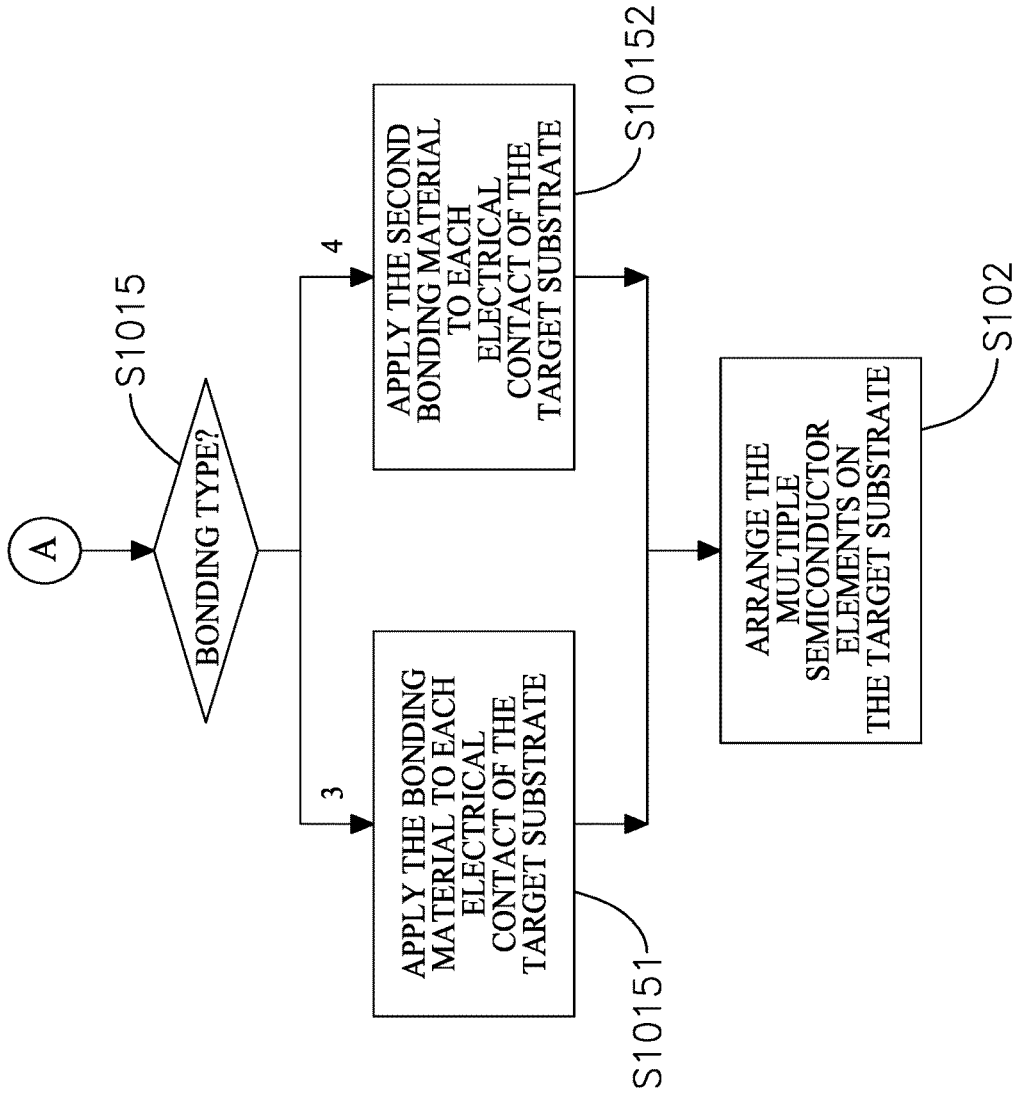 A
S1015
BONDING TYPE?
3
4
APPLY THE BONDING
MATERIAL TO EACH
ELECTRICAL
CONTACT OF THE
TARGET SUBSTRATE
S10151
APPLY THE SECOND
BONDING MATERIAL
TO EACH
ELECTRICAL
CONTACT OF THE
TARGET SUBSTRATE
S10152
ARRANGE THE
MULTIPLE
SEMICONDUCTOR
ELEMENTS ON
THE TARGET SUBSTRATE
S102